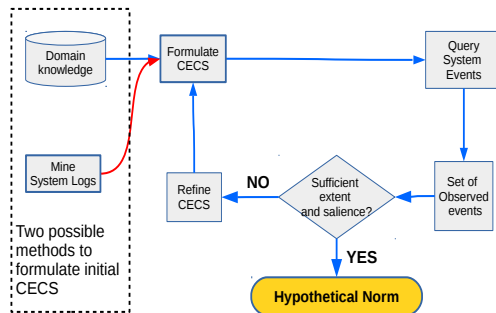 Domain
knowledge
Formulate
CECS
Query
System
Events
Mine
System Logs
Refine
CECS
NO
Sufficient
extent
and salience?
Set of
Observed
events
Two possible
methods to
formulate initial
CECS
YES
Hypothetical Norm